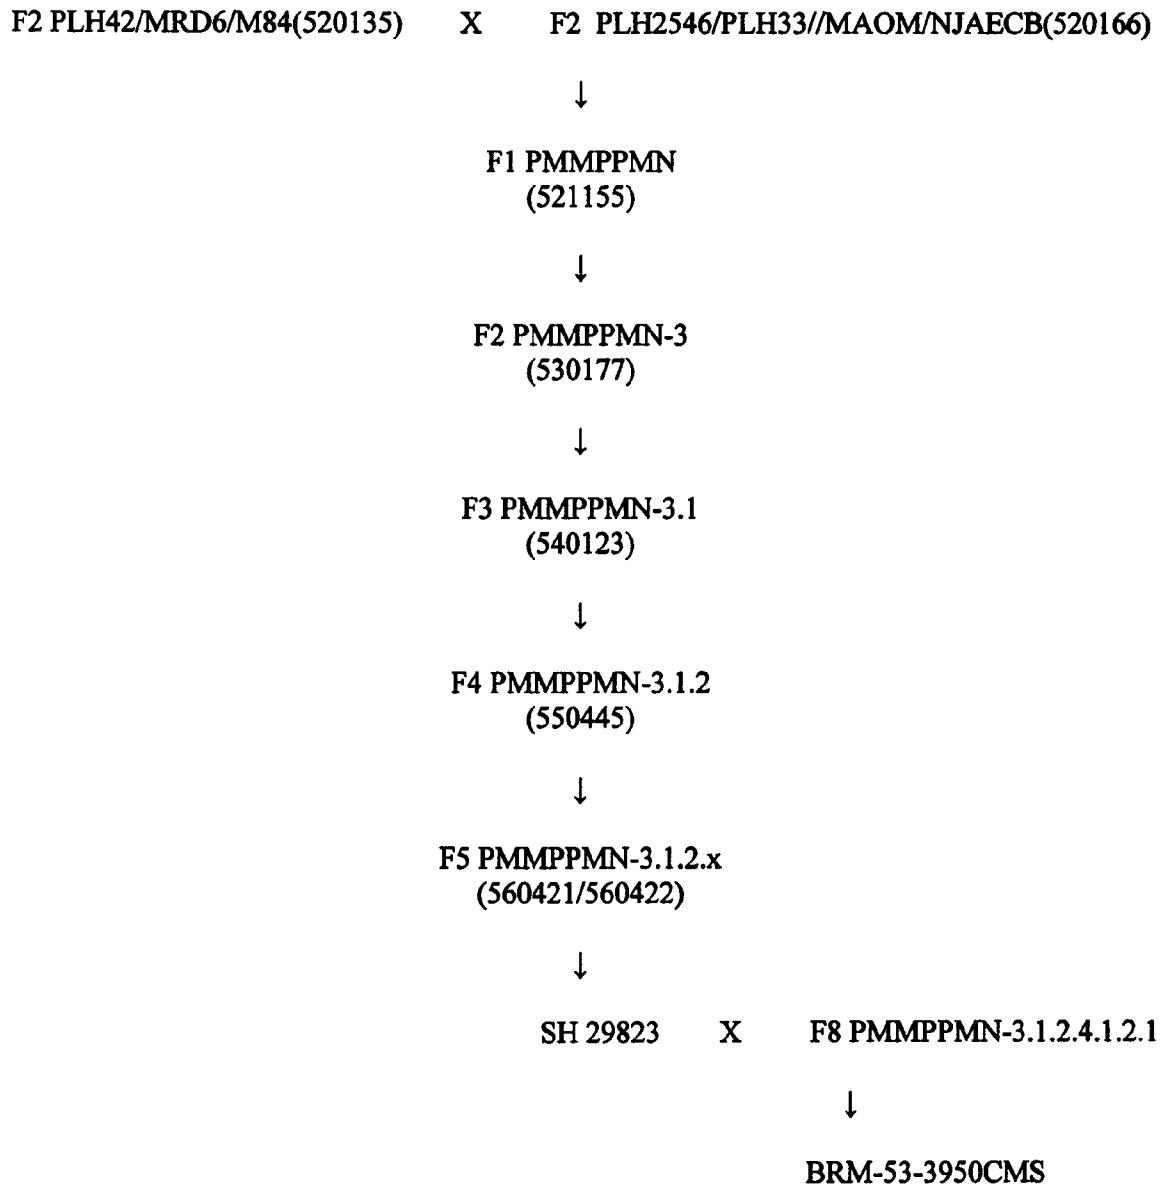 F2 PLH42/MRD6/M84(520135) X F2 PLH2546/PLH33//MAOM/NJAECB(520166)
↓
F1 PMMPPMN
(521155)
↓
F2 PMMPPMN-3
(530177)
↓
F3 PMMPPMN-3.1
(540123)
↓
F4 PMMPPMN-3.1.2
(550445)
↓
F5 PMMPPMN-3.1.2.x
(560421/560422)
↓
SH 29823 X F8 PMMPPMN-3.1.2.4.1.2.1
↓
BRM-53-3950CMS